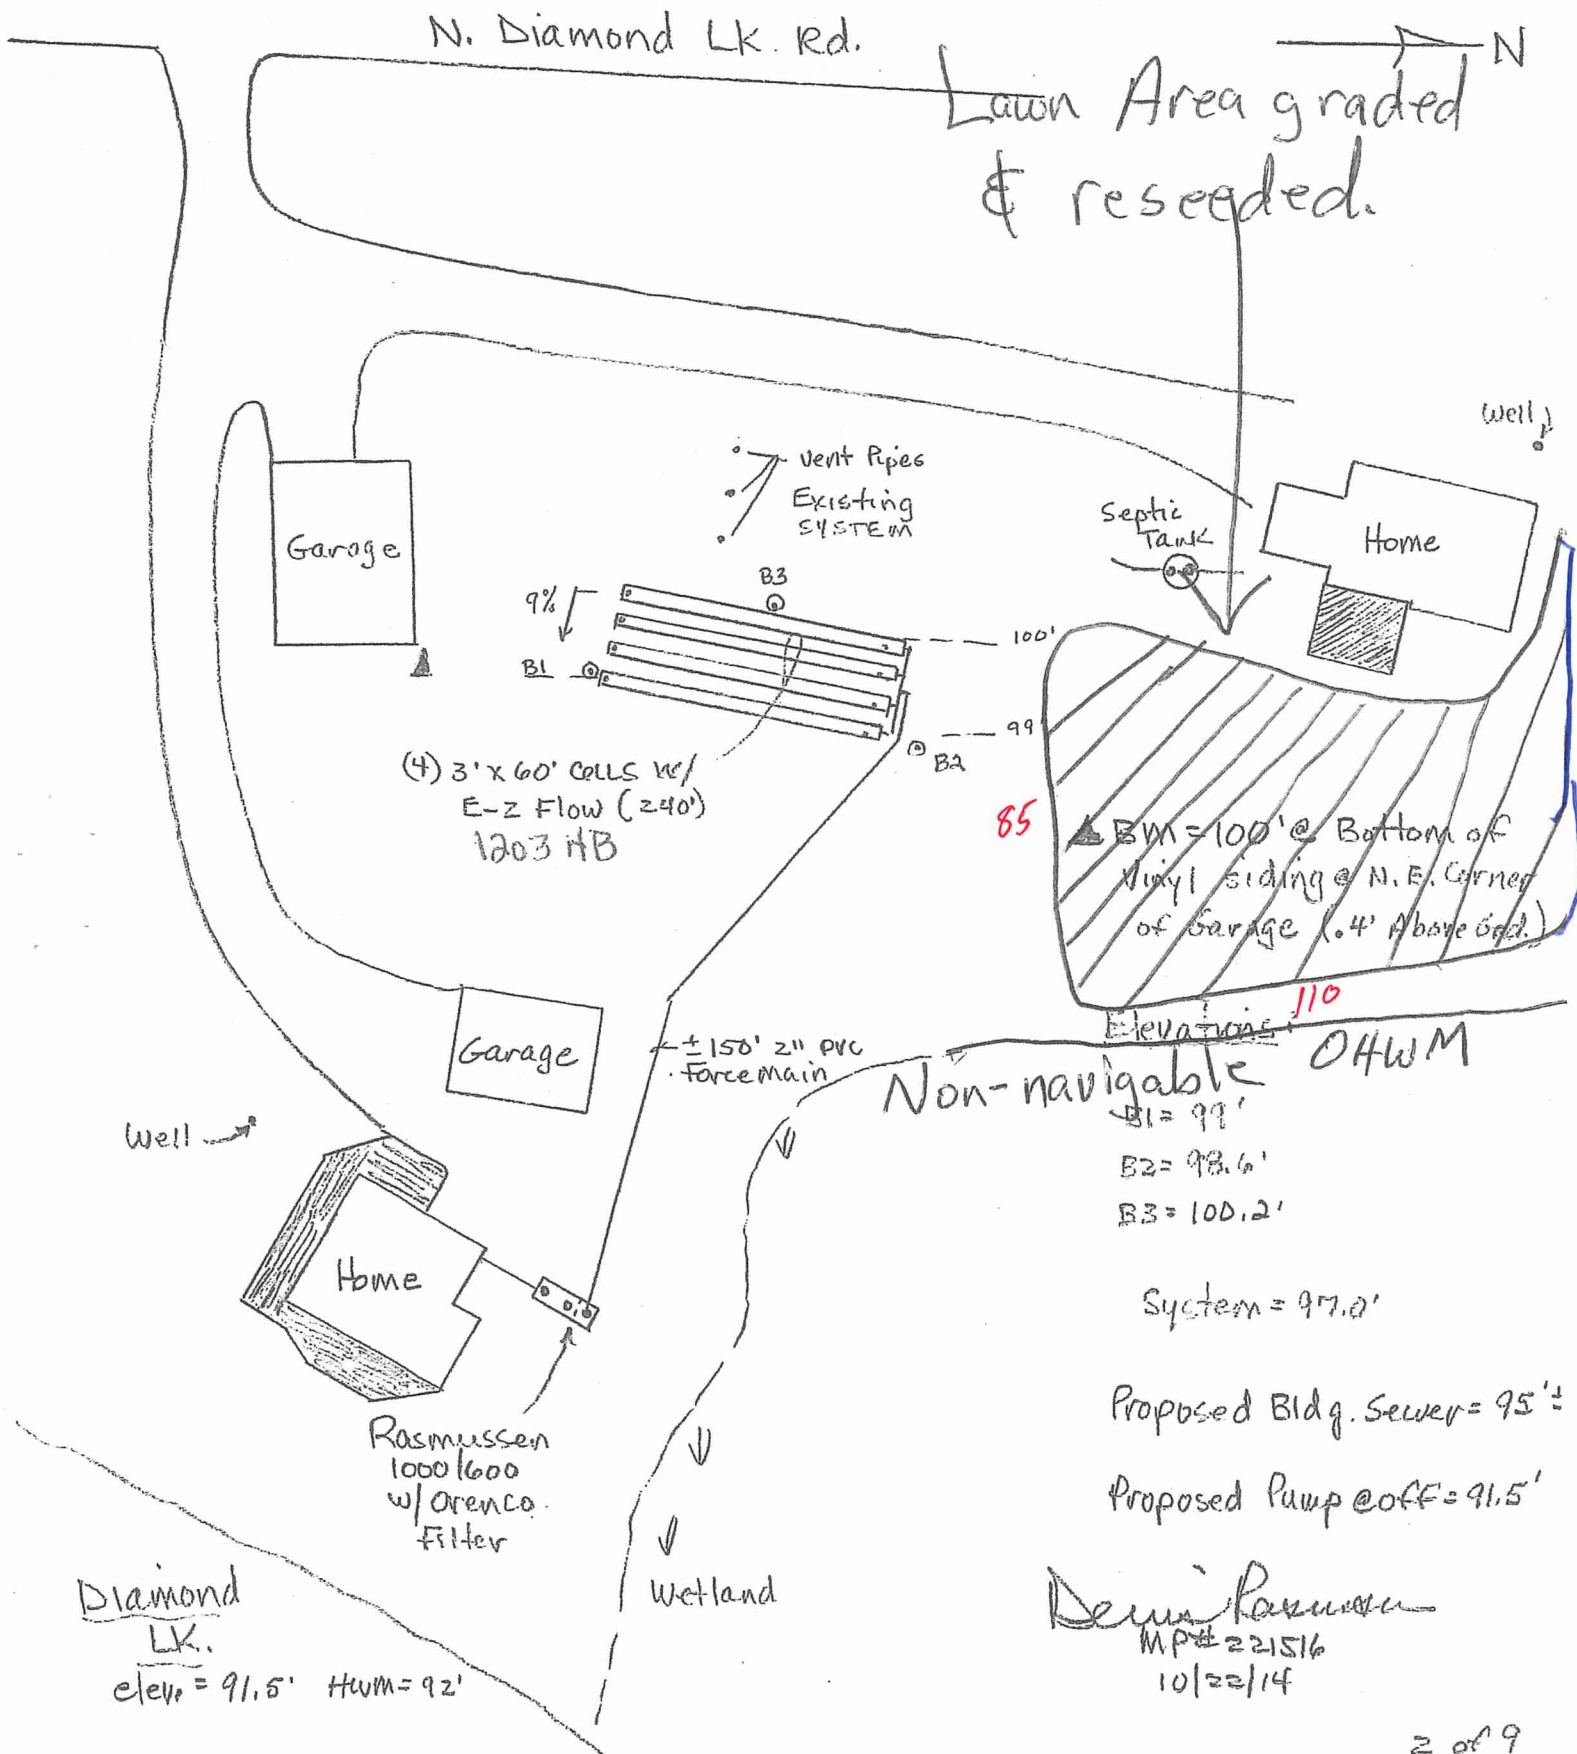 N. Diamond Lk. Rd.
N
Lawn Area graded
& reseeded.
Well
vent Pipes
Existing
SYSTEM
Septic
Tank
Home
Garage
B3
9%
100'
B1
99
B2
(4) 3' x 60' Cells w/
E-Z Flow (240')
1203 HB
85
BM = 100' @ Bottom of
Vinyl siding @ N.E. Corner
of Garage (.4' Above Grd.)
110
Elevations:
OHWM
Non-navigable
Garage
± 150' 2" PVC
Forcemain
B1 = 99'
B2 = 98.6'
B3 = 100.2'
Well
Home
System = 97.0'
Proposed Bldg. Sewer = 95'±
Proposed Pump @ off = 91.5'
Rasmussen
1000/600
w/ Orenco
Filter
Wetland
Diamond
LK.
elev. = 91.5' HWM = 92'
MP# 221516
10/22/14
2 of 9